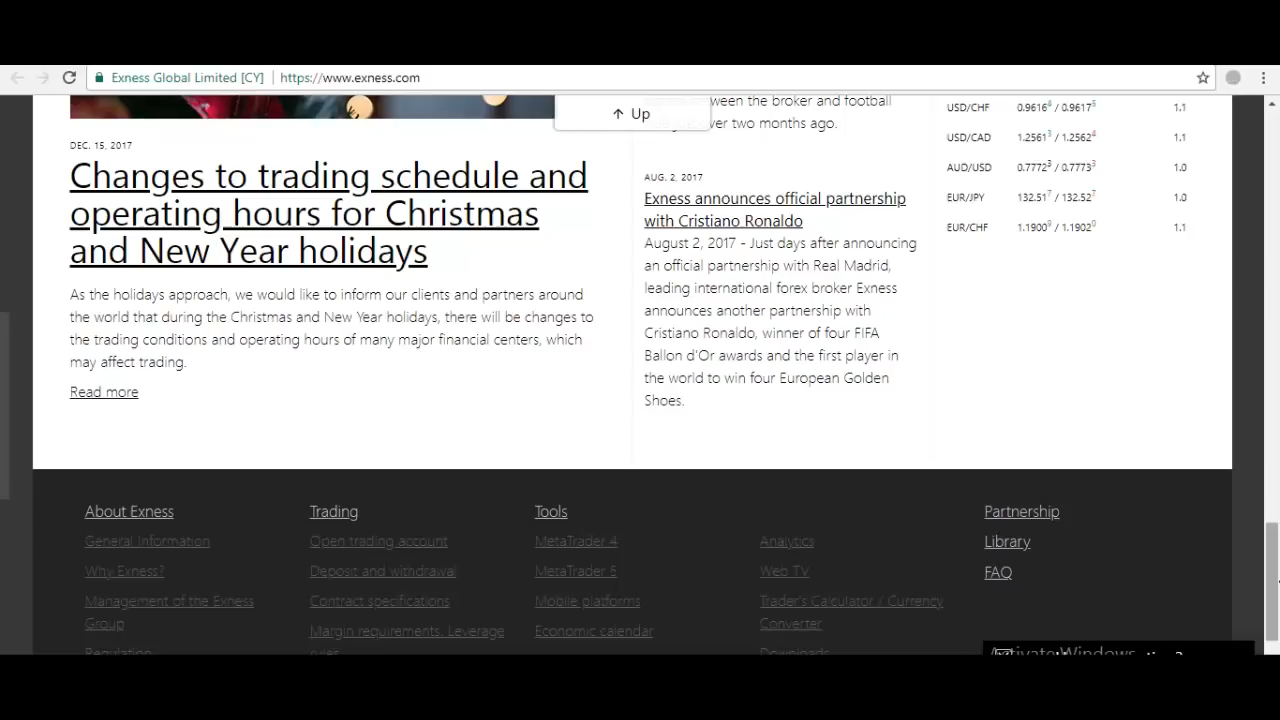 Exness Global Limited [CY] https://www.exness.com
↑ Up
DEC. 15, 2017
Changes to trading schedule and
operating hours for Christmas
and New Year holidays
As the holidays approach, we would like to inform our clients and partners around
the world that during the Christmas and New Year holidays, there will be changes to
the trading conditions and operating hours of many major financial centers, which
may affect trading.
Read more
between the broker and football
over two months ago.
AUG. 2, 2017
Exness announces official partnership
with Cristiano Ronaldo
August 2, 2017 - Just days after announcing
an official partnership with Real Madrid,
leading international forex broker Exness
announces another partnership with
Cristiano Ronaldo, winner of four FIFA
Ballon d'Or awards and the first player in
the world to win four European Golden
Shoes.
USD/CHF 0.9616⁴ / 0.9617⁵ 1.1
USD/CAD 1.2561³ / 1.2562⁴ 1.1
AUD/USD 0.7772³ / 0.7773³ 1.0
EUR/JPY 132.51⁷ / 132.52⁷ 1.0
EUR/CHF 1.1900⁹ / 1.1902⁰ 1.1
About Exness
General Information
Why Exness?
Management of the Exness
Group
Regulation
Trading
Open trading account
Deposit and withdrawal
Contract specifications
Margin requirements. Leverage
rules
Tools
MetaTrader 4
MetaTrader 5
Mobile platforms
Economic calendar
Analytics
Web TV
Trader's Calculator / Currency
Converter
Downloads
Partnership
Library
FAQ
Activate Windows